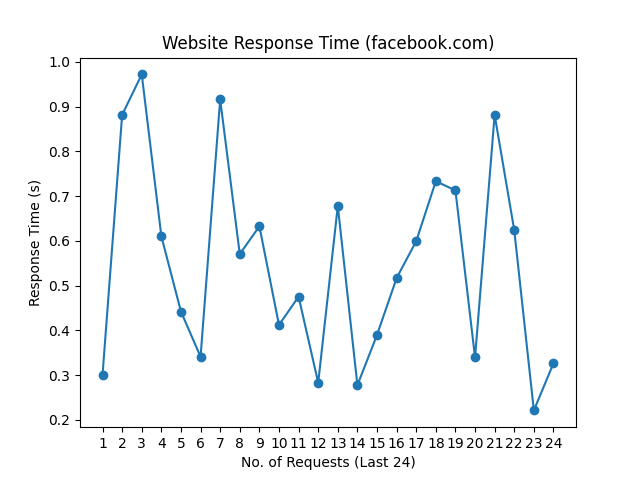 Website Response Time (facebook.com)
Response Time (s)
1.0
0.9
0.8
0.7
0.6
0.5
0.4
0.3
0.2
1 2 3 4 5 6 7 8 9 10 11 12 13 14 15 16 17 18 19 20 21 22 23 24
No. of Requests (Last 24)